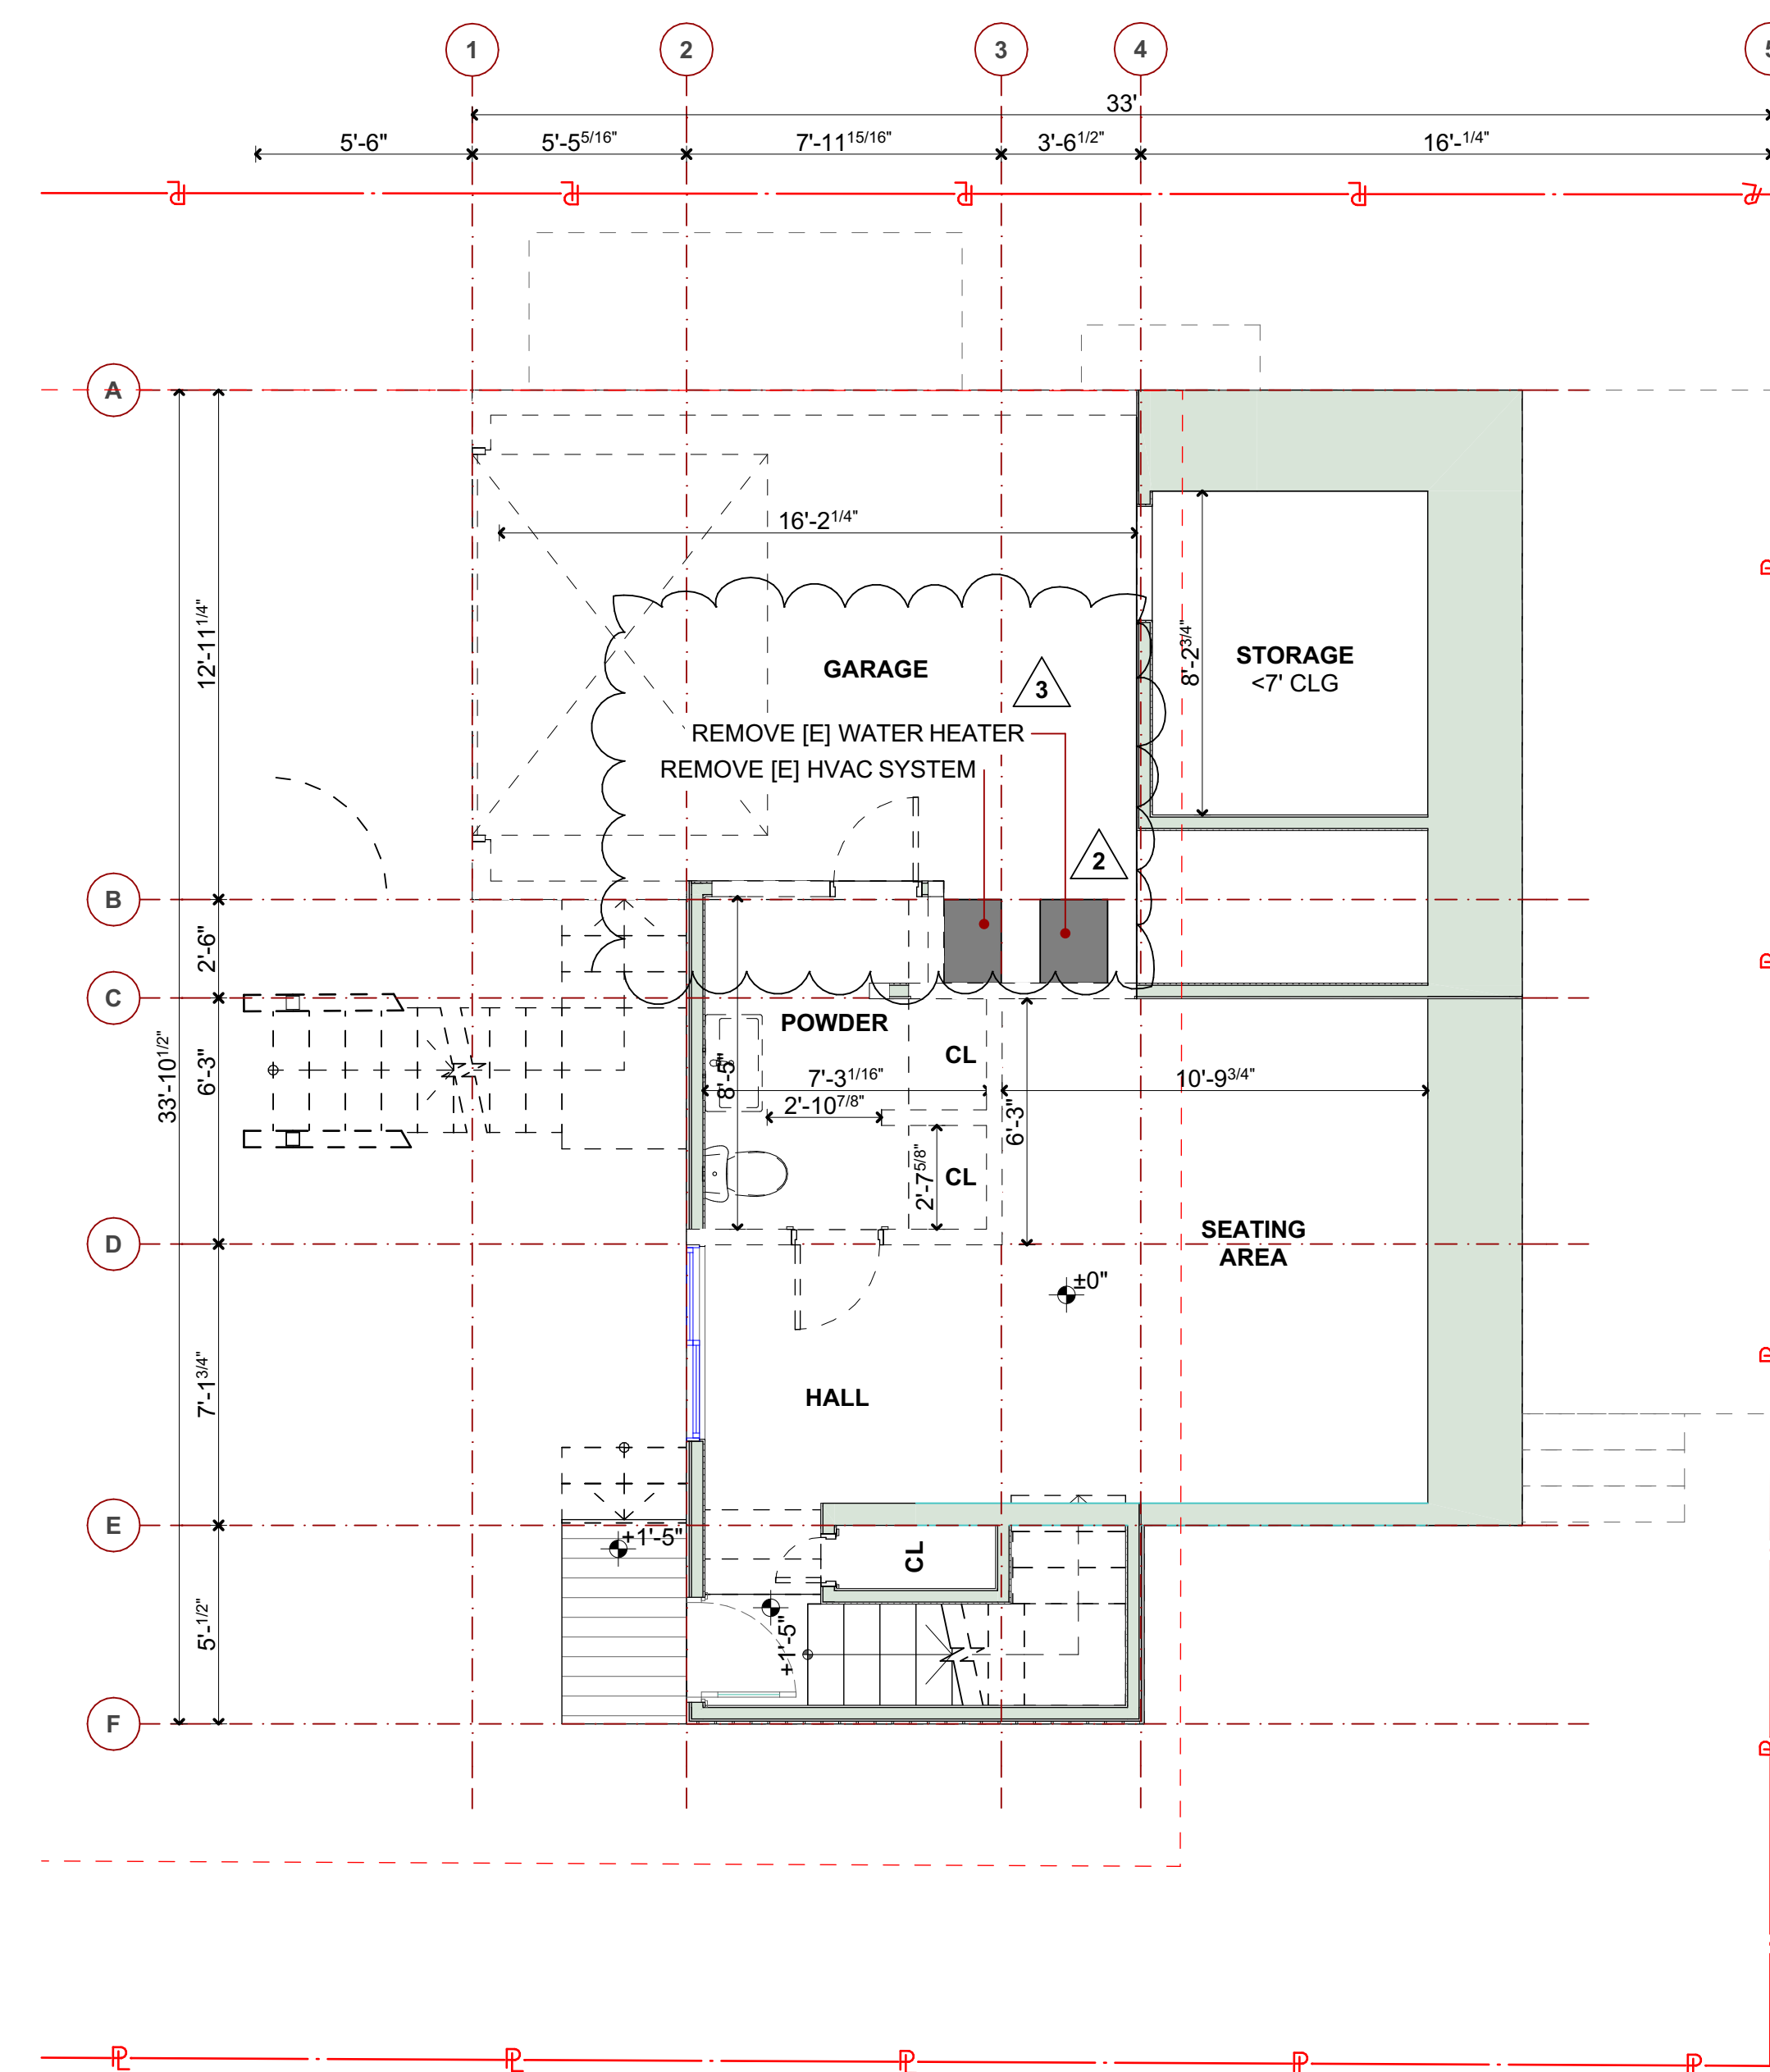 1
2
3
4
5
33'
5'-6"
5'-5 5/16"
7'-11 15/16"
3'-6 1/2"
16'- 1/4"
A
16'-2 1/4"
12'-11 1/4"
8'-2 3/4"
STORAGE
<7' CLG
GARAGE
3
REMOVE [E] WATER HEATER
REMOVE [E] HVAC SYSTEM
2
B
2'-6"
C
POWDER
CL
33'-10 1/2"
6'-3"
8'-5"
7'-3 1/16"
10'-9 3/4"
2'-10 7/8"
6'-3"
2'-7 5/8"
CL
D
SEATING
AREA
±0"
7'-1 3/4"
HALL
E
+1'-5"
CL
5'- 1/2"
+1'-5"
F